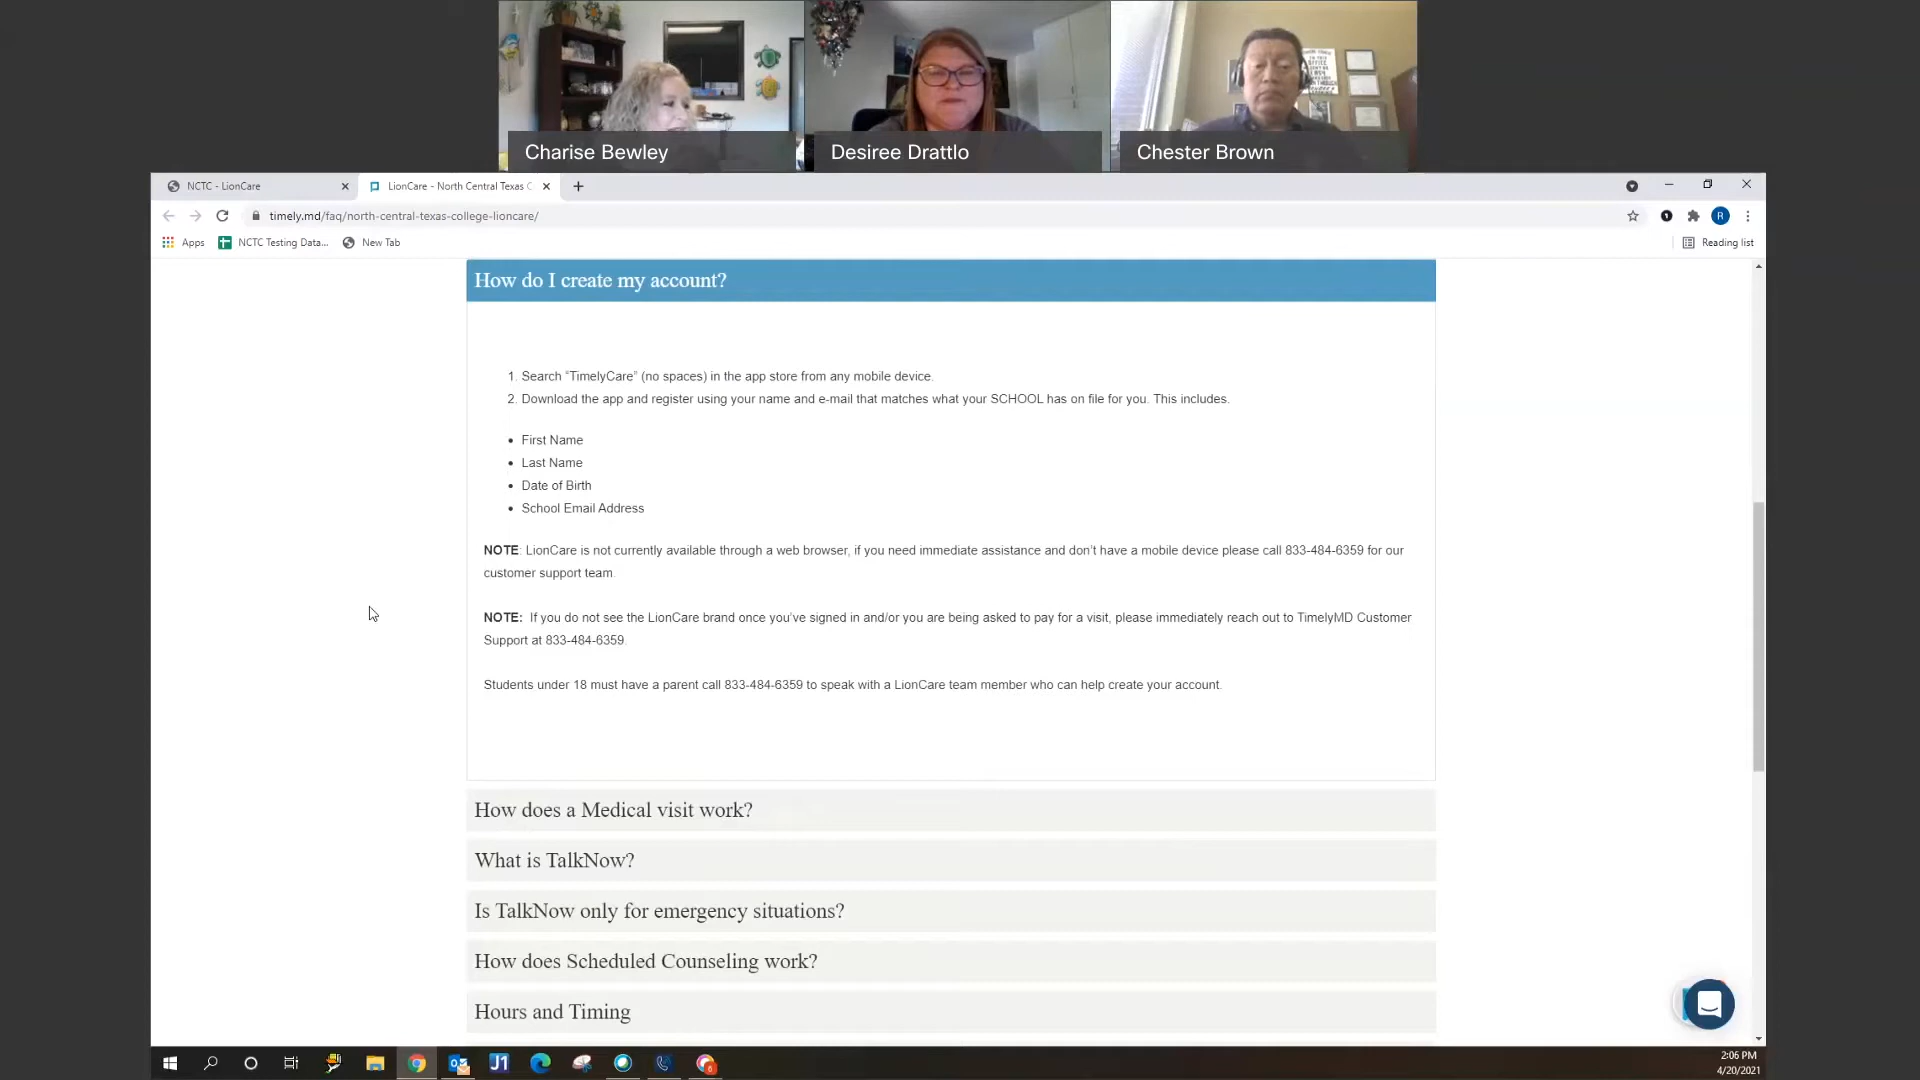 Charise Bewley
Desiree Drattlo
Chester Brown
NCTC - LionCare
LionCare - North Central Texas C
timely.md/faq/north-central-texas-college-lioncare/
R
Apps
NCTC Testing Data...
New Tab
Reading list
How do I create my account?
1. Search “TimelyCare” (no spaces) in the app store from any mobile device.
2. Download the app and register using your name and e-mail that matches what your SCHOOL has on file for you. This includes.
• First Name
• Last Name
• Date of Birth
• School Email Address
NOTE: LionCare is not currently available through a web browser, if you need immediate assistance and don’t have a mobile device please call 833-484-6359 for our
customer support team.
NOTE: If you do not see the LionCare brand once you’ve signed in and/or you are being asked to pay for a visit, please immediately reach out to TimelyMD Customer
Support at 833-484-6359.
Students under 18 must have a parent call 833-484-6359 to speak with a LionCare team member who can help create your account.
How does a Medical visit work?
What is TalkNow?
Is TalkNow only for emergency situations?
How does Scheduled Counseling work?
Hours and Timing
J1
2:06 PM
4/20/2021